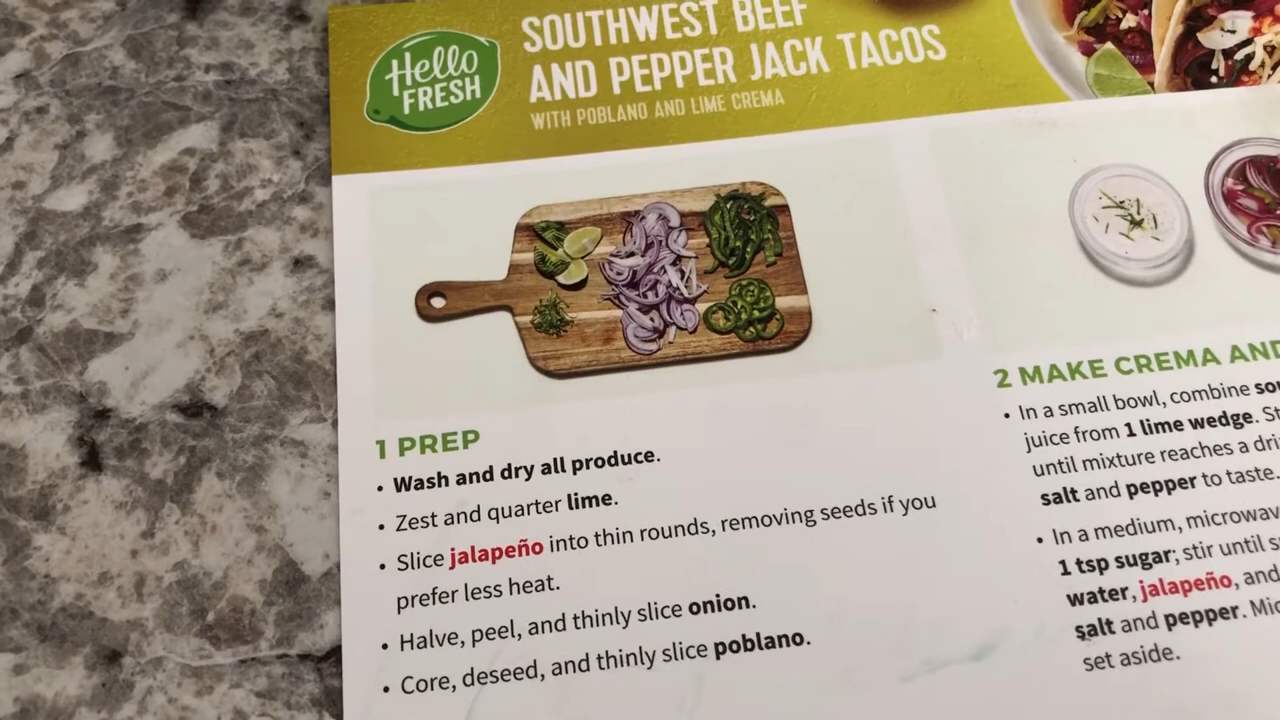 Hello
FRESH
SOUTHWEST BEEF
AND PEPPER JACK TACOS
WITH POBLANO AND LIME CREMA
1 PREP
• Wash and dry all produce.
• Zest and quarter lime.
• Slice jalapeño into thin rounds, removing seeds if you
prefer less heat.
• Halve, peel, and thinly slice onion.
• Core, deseed, and thinly slice poblano.
2 MAKE CREMA AND
• In a small bowl, combine
juice from 1 lime wedge.
until mixture reaches a
salt and pepper to taste.
• In a medium,
1 tsp sugar; stir until
water, jalapeño, and
salt and pepper.
set aside.